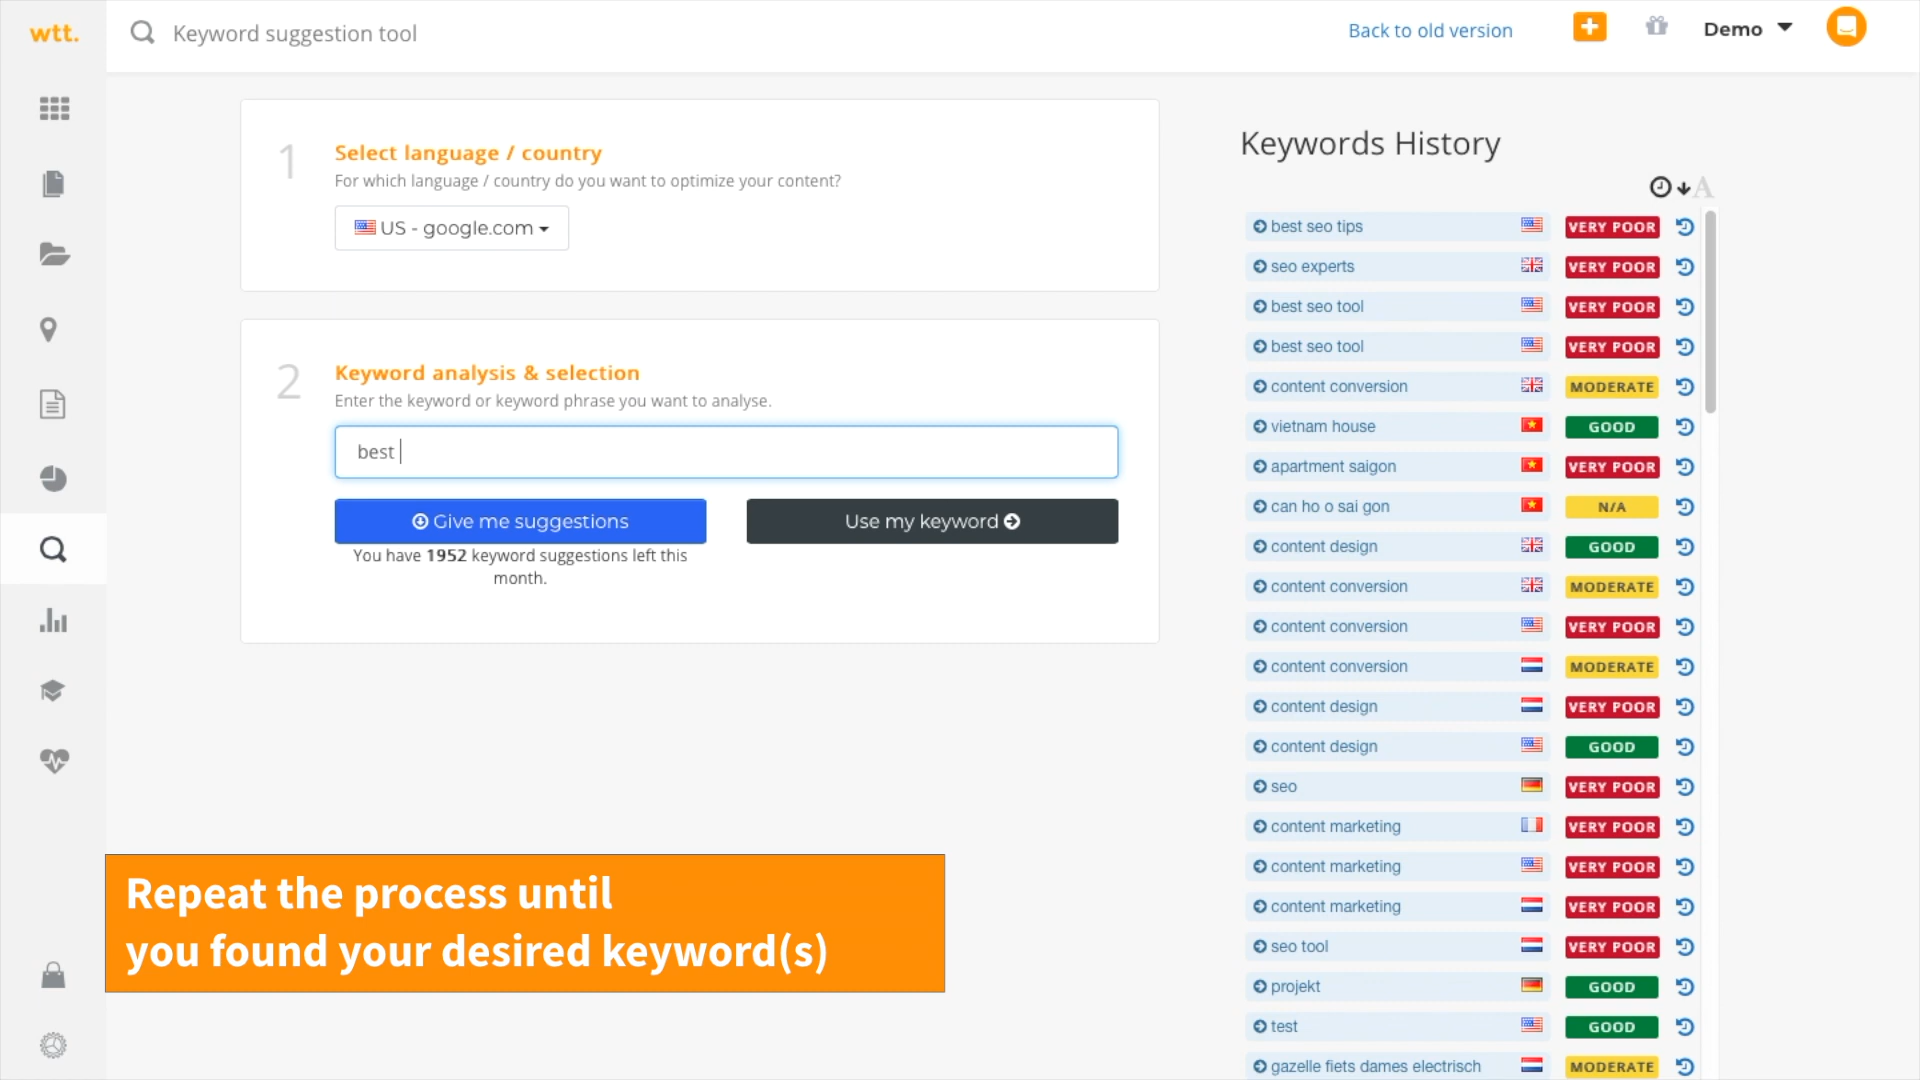 wtt.
Keyword suggestion tool
Back to old version
Demo
1
Select language / country
For which language / country do you want to optimize your content?
US - google.com
2
Keyword analysis & selection
Enter the keyword or keyword phrase you want to analyse.
best
Give me suggestions
Use my keyword
You have 1952 keyword suggestions left this
month.
Keywords History
A
best seo tips VERY POOR
seo experts VERY POOR
best seo tool VERY POOR
best seo tool VERY POOR
content conversion MODERATE
vietnam house GOOD
apartment saigon VERY POOR
can ho o sai gon N/A
content design GOOD
content conversion MODERATE
content conversion VERY POOR
content conversion MODERATE
content design VERY POOR
content design GOOD
seo VERY POOR
content marketing VERY POOR
content marketing VERY POOR
content marketing VERY POOR
seo tool VERY POOR
projekt GOOD
test GOOD
gazelle fiets dames electrisch MODERATE
Repeat the process until
you found your desired keyword(s)